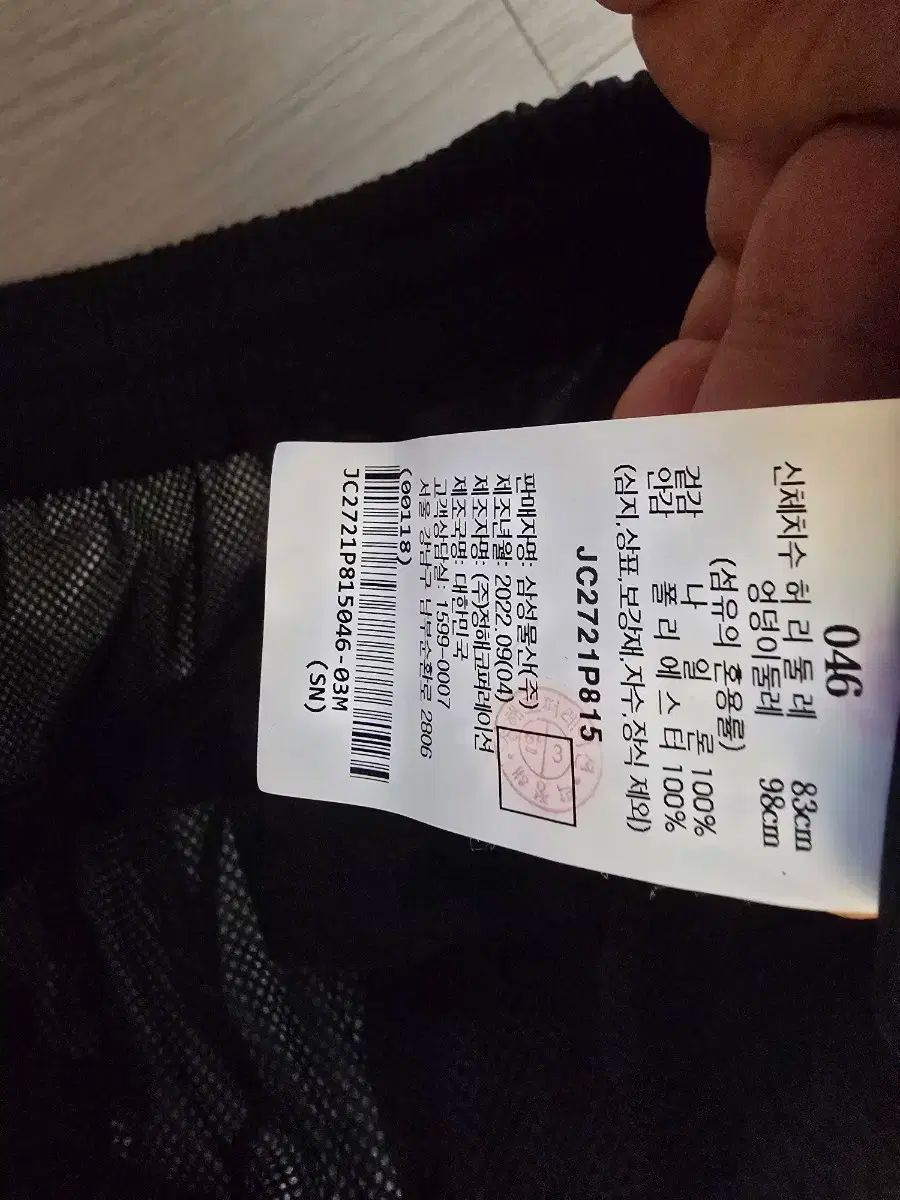 046
신체치수 허리둘레 83cm
엉덩이둘레 98cm
(섬유의 혼용률)
겉감 나일론 100%
안감 폴리에스터 100%
(심지,상표,보강재,자수,장식 제외)
JC2721P815
판매자명: 삼성물산(주)
제조년월: 2022.09(04)
제조자명: (주)정해코퍼레이션
제조국명: 대한민국
고객상담실: 1599-0007
서울 강남구 남부순환로 2806
(00118)
JC2721P815046-03M
(SN)